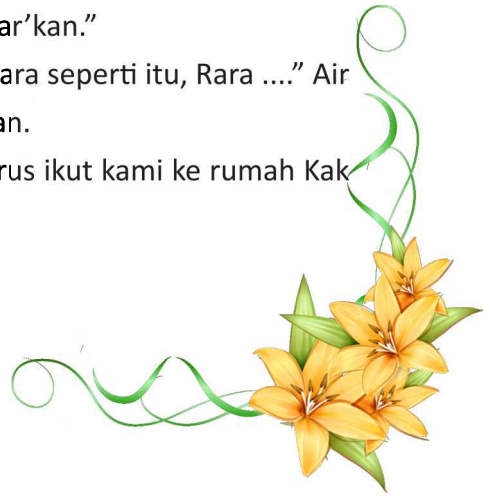 ar’kan.”
ara seperti itu, Rara ....” Air
an.
rus ikut kami ke rumah Kak